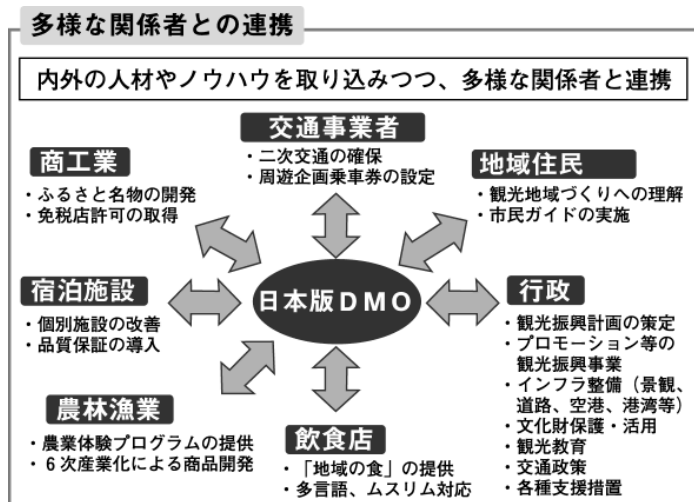 多様な関係者との連携
内外の人材やノウハウを取り込みつつ、多様な関係者と連携
交通事業者
・二次交通の確保
・周遊企画乗車券の設定
商工業
・ふるさと名物の開発
・免税店許可の取得
地域住民
・観光地域づくりへの理解
・市民ガイドの実施
宿泊施設
・個別施設の改善
・品質保証の導入
日本版DMO
行政
・観光振興計画の策定
・プロモーション等の
観光振興事業
・インフラ整備（景観、
道路、空港、港湾等）
・文化財保護・活用
・観光教育
・交通政策
・各種支援措置
農林漁業
・農業体験プログラムの提供
・６次産業化による商品開発
飲食店
・「地域の食」の提供
・多言語、ムスリム対応